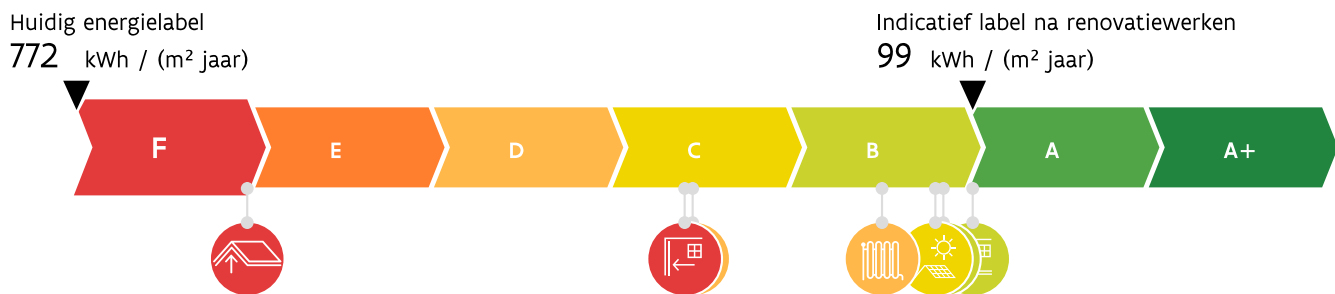 Huidig energielabel
772 kWh / (m² jaar)
Indicatief label na renovatiewerken
99 kWh / (m² jaar)
F E D C B A A+